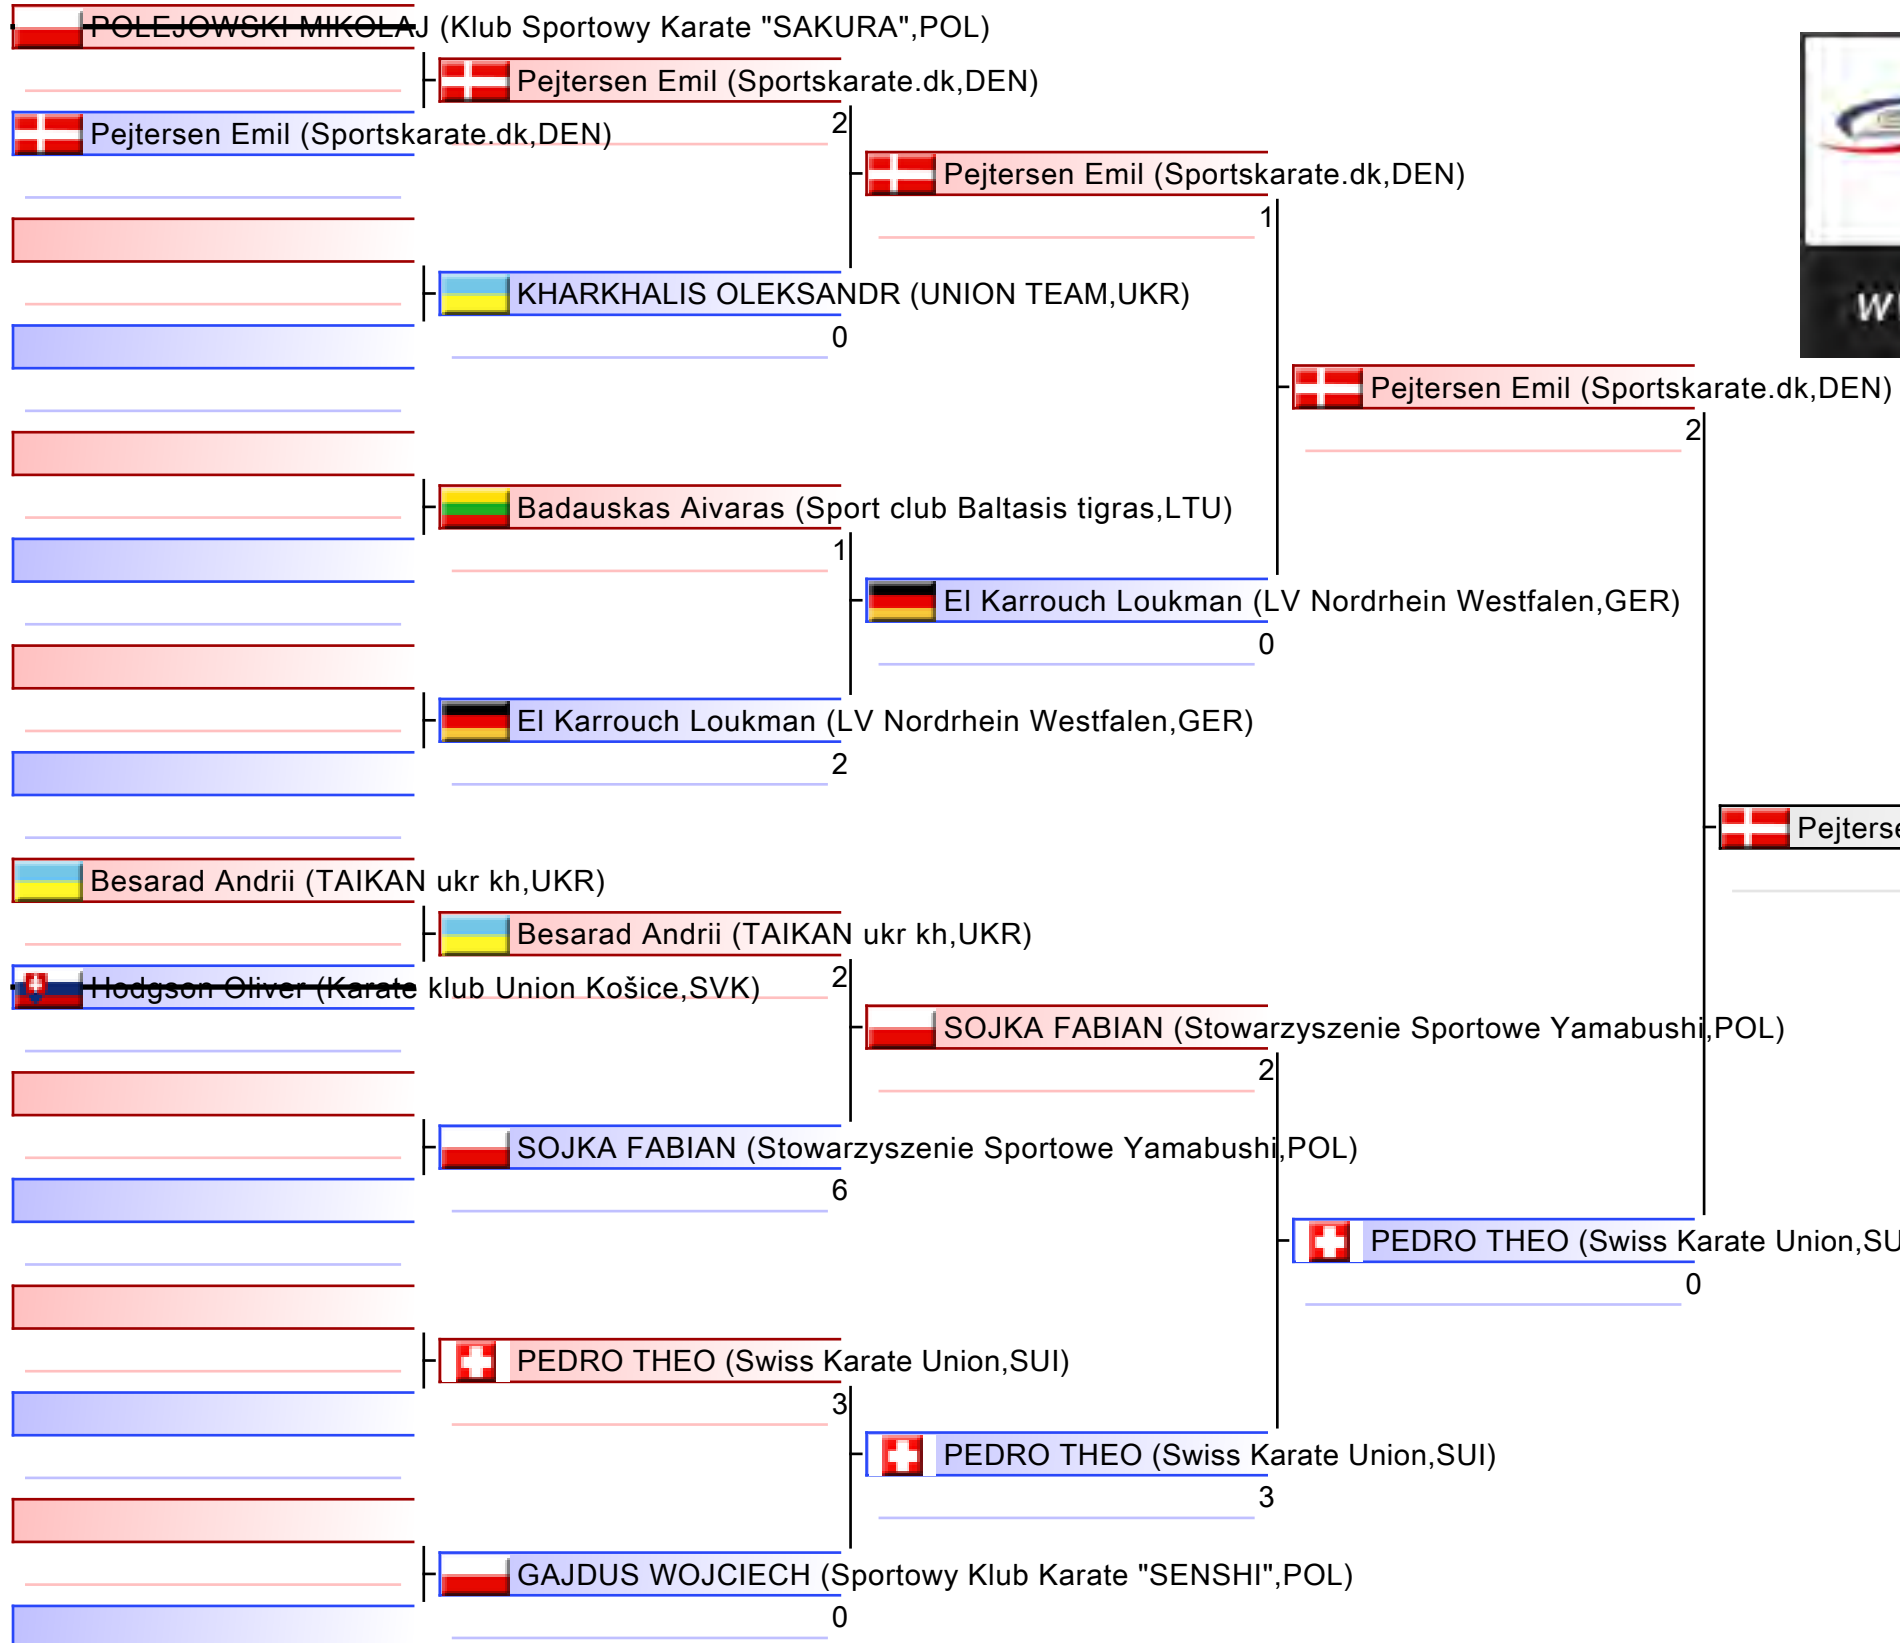 POLEJOWSKI MIKOLAJ (Klub Sportowy Karate "SAKURA",POL)
Pejtersen Emil (Sportskarate.dk,DEN)
2
Pejtersen Emil (Sportskarate.dk,DEN)
Pejtersen Emil (Sportskarate.dk,DEN)
1
KHARKHALIS OLEKSANDR (UNION TEAM,UKR)
0
Pejtersen Emil (Sportskarate.dk,DEN)
2
Badauskas Aivaras (Sport club Baltasis tigras,LTU)
1
El Karrouch Loukman (LV Nordrhein Westfalen,GER)
0
El Karrouch Loukman (LV Nordrhein Westfalen,GER)
2
Pejterse
Besarad Andrii (TAIKAN ukr kh,UKR)
Besarad Andrii (TAIKAN ukr kh,UKR)
2
Hodgson Oliver (Karate klub Union Košice,SVK)
SOJKA FABIAN (Stowarzyszenie Sportowe Yamabushi,POL)
2
SOJKA FABIAN (Stowarzyszenie Sportowe Yamabushi,POL)
6
PEDRO THEO (Swiss Karate Union,SU
0
PEDRO THEO (Swiss Karate Union,SUI)
3
PEDRO THEO (Swiss Karate Union,SUI)
3
GAJDUS WOJCIECH (Sportowy Klub Karate "SENSHI",POL)
0